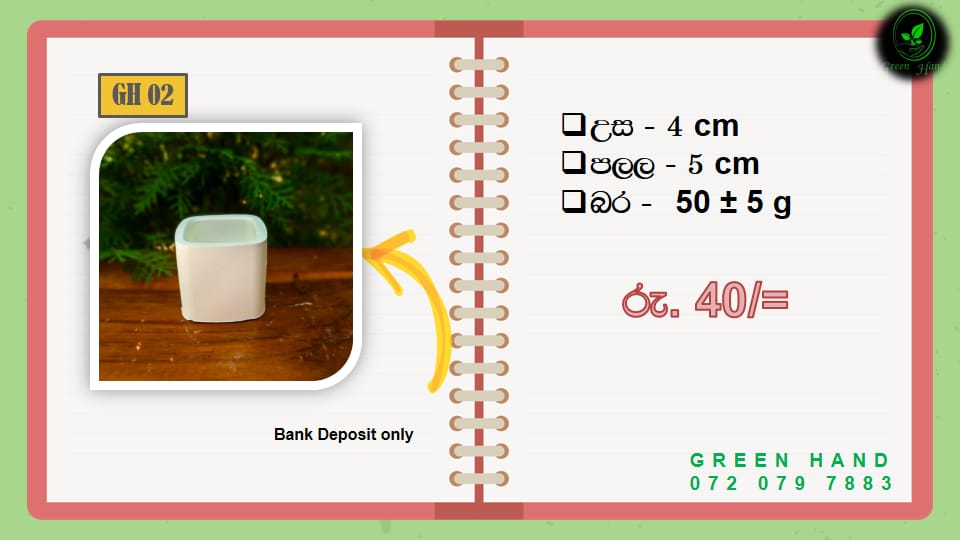 Green Hand
GH 02
❑උස - 4 cm
❑පලල - 5 cm
❑බර - 50 ± 5 g
රු. 40/=
Bank Deposit only
GREEN HAND
072 079 7883